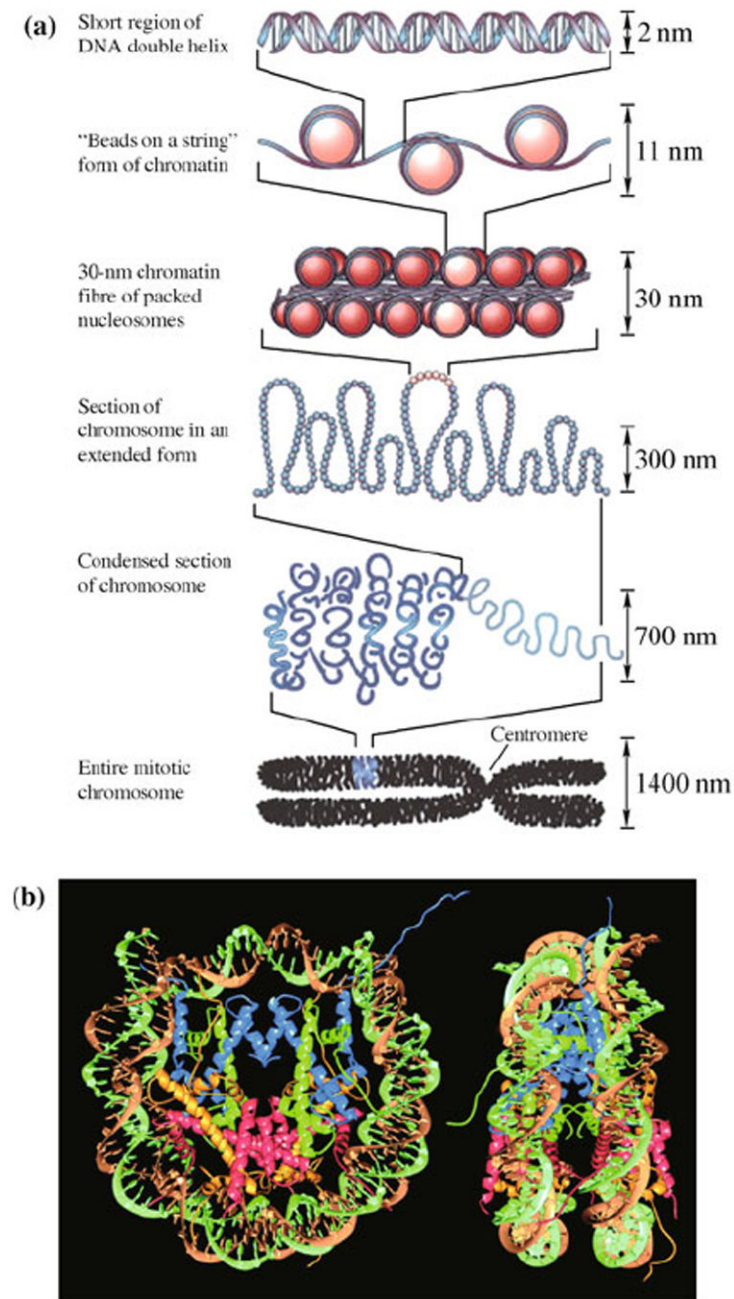 (a)
Short region of
DNA double helix
2 nm
"Beads on a string"
form of chromatin
11 nm
30-nm chromatin
fibre of packed
nucleosomes
30 nm
Section of
chromosome in an
extended form
300 nm
Condensed section
of chromosome
700 nm
Centromere
Entire mitotic
chromosome
1400 nm
(b)